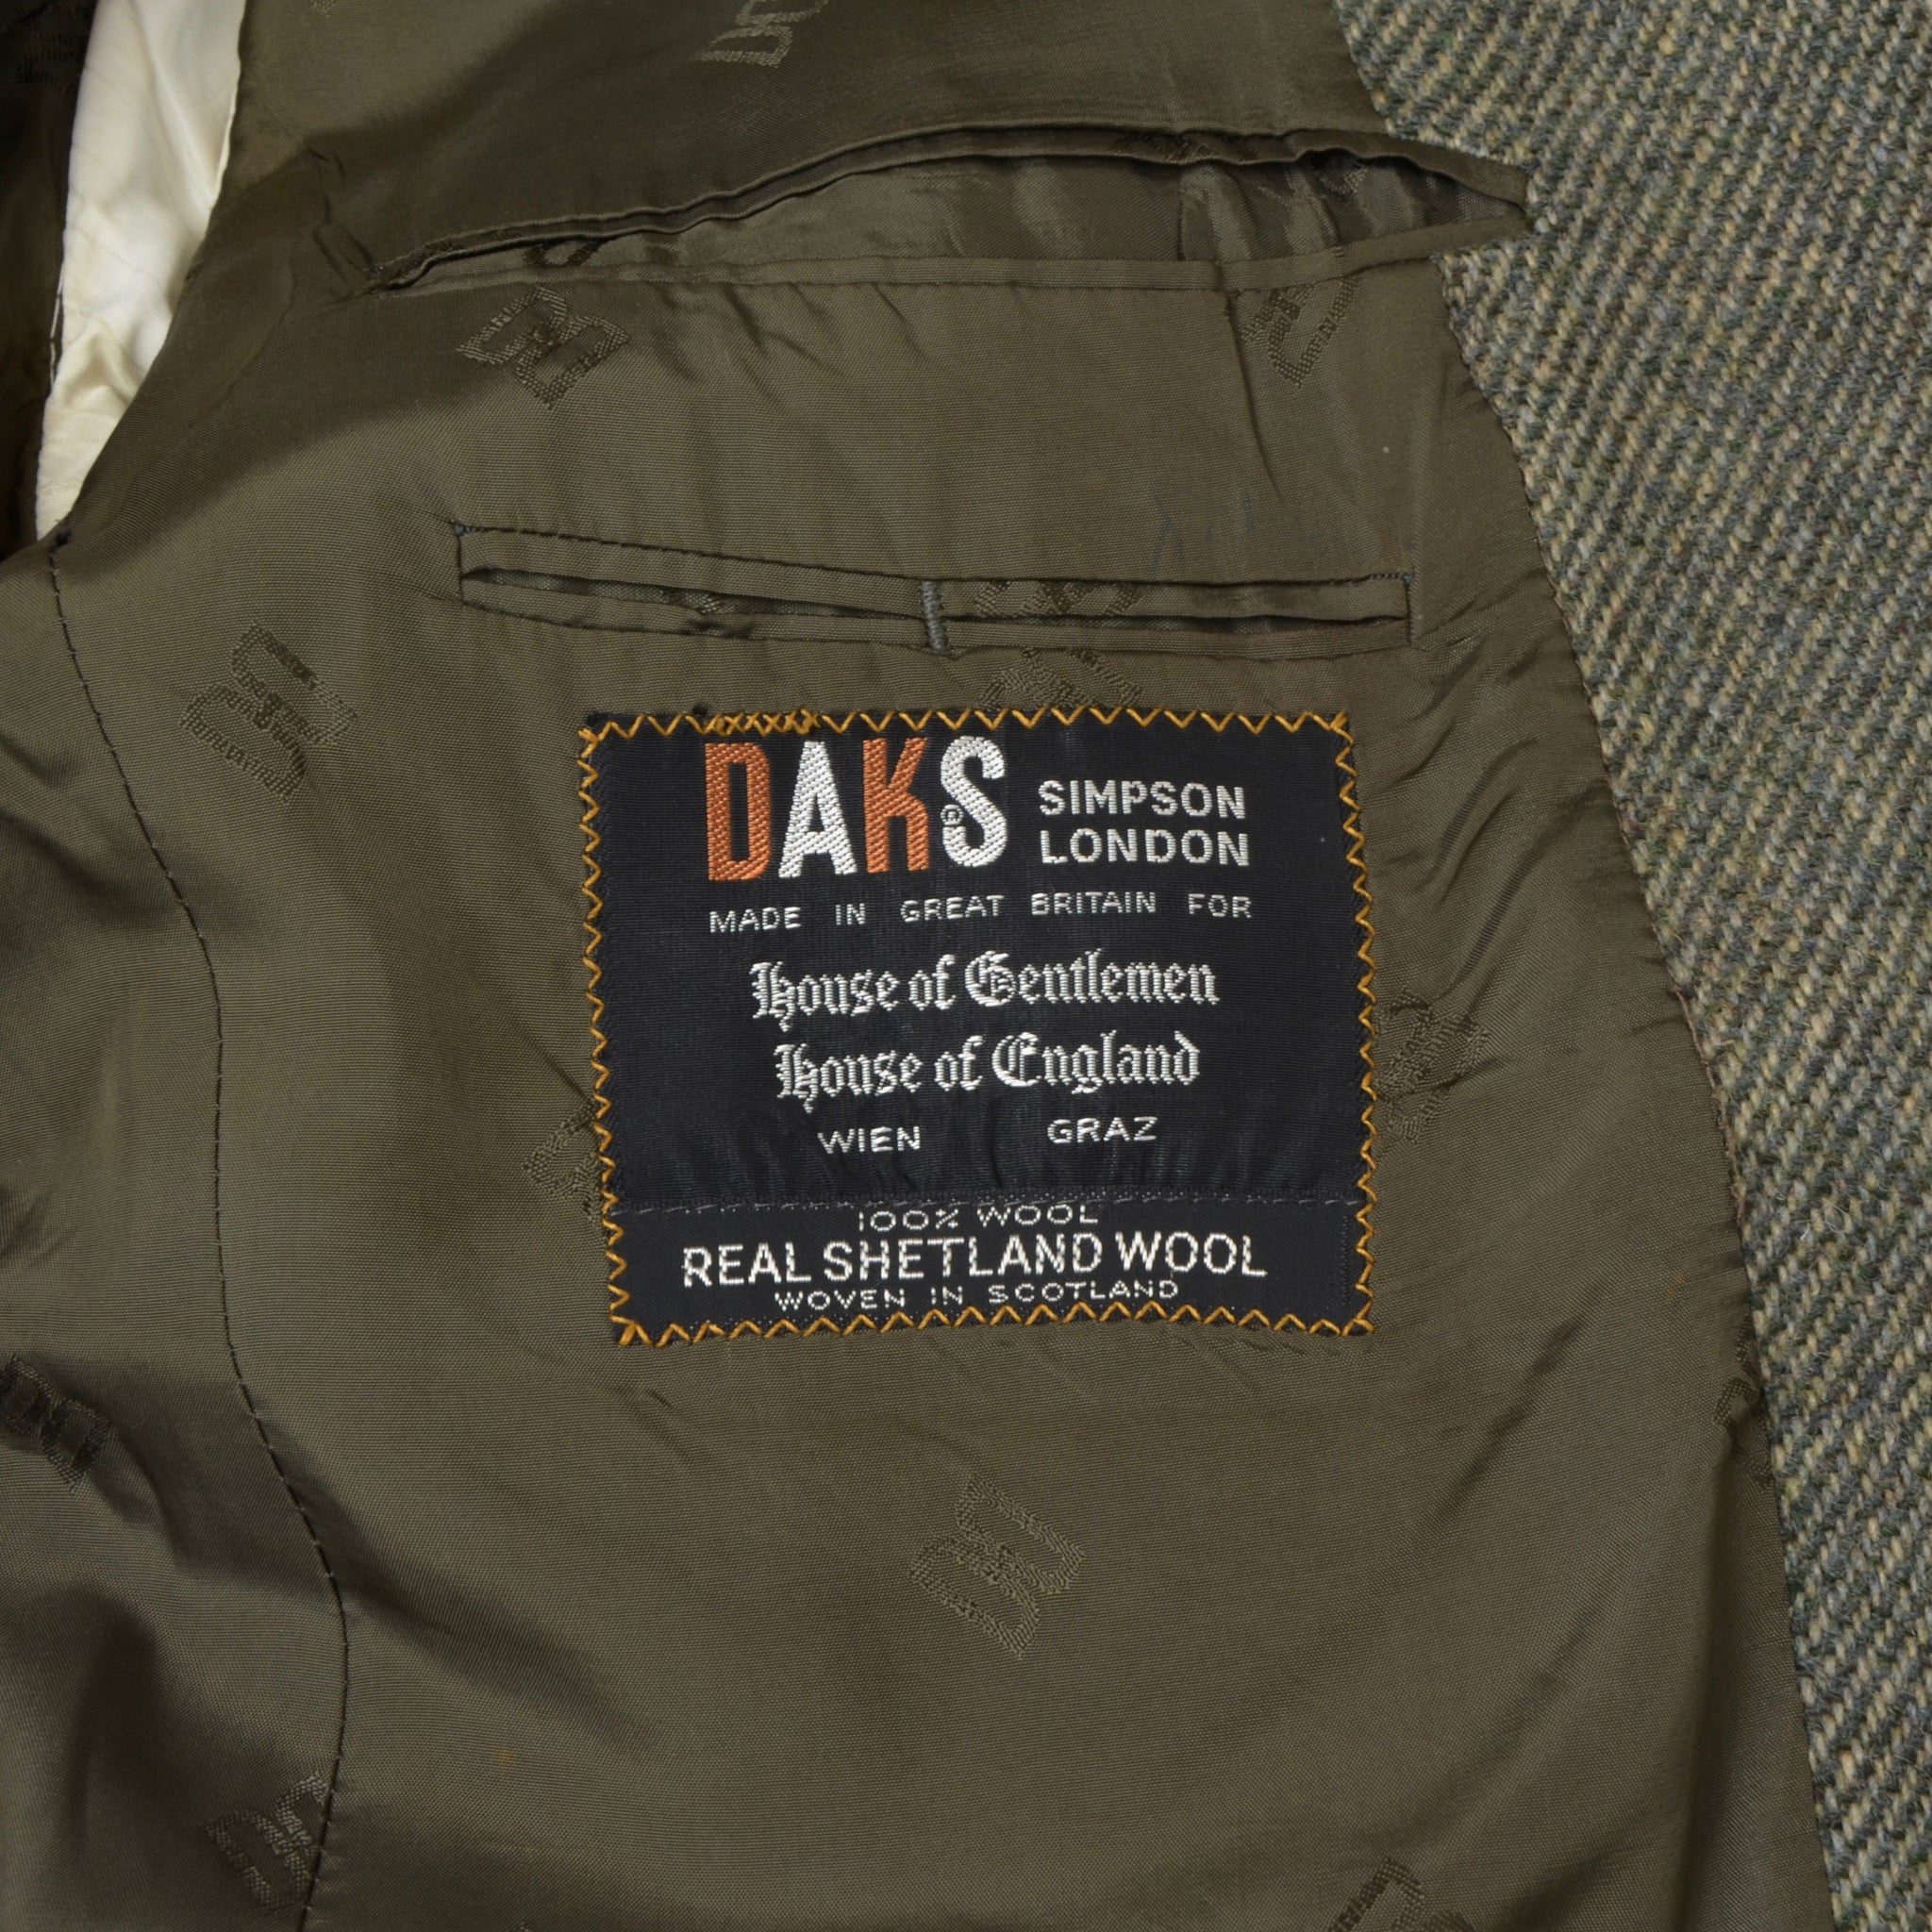 DAKS® SIMPSON
LONDON
MADE IN GREAT BRITAIN FOR
House of Gentlemen
House of England
WIEN GRAZ
100% WOOL
REAL SHETLAND WOOL
WOVEN IN SCOTLAND